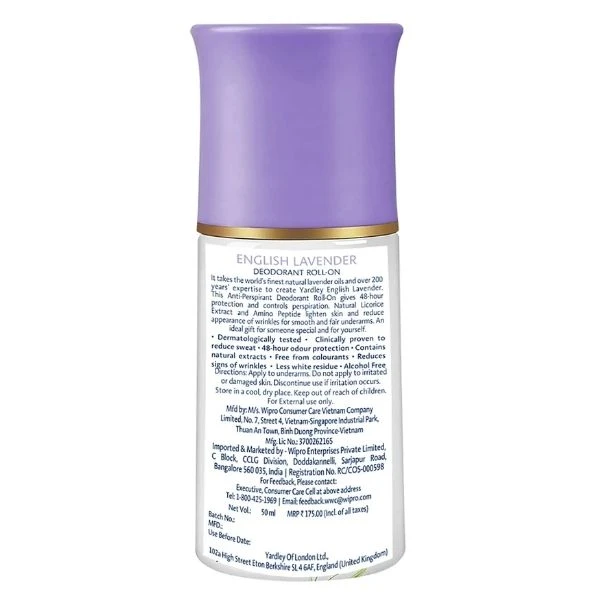 ENGLISH LAVENDER
DEODORANT ROLL-ON
It takes the world's finest natural lavender oils and over 200
years' expertise to create Yardley English Lavender.
This Anti-Perspirant Deodorant Roll-On gives 48-hour
protection and controls perspiration. Natural Licorice
Extract and Amino Peptide lighten skin and reduce
appearance of wrinkles for smooth and fair underarms. An
ideal gift for someone special and for yourself.
• Dermatologically tested • Clinically proven to
reduce sweat • 48-hour odour protection • Contains
natural extracts • Free from colourants • Reduces
signs of wrinkles • Less white residue • Alcohol Free
Directions: Apply to underarms. Do not apply to irritated
or damaged skin. Discontinue use if irritation occurs.
Store in a cool, dry place. Keep out of reach of children.
For External use only.
Mfd by: M/s. Wipro Consumer Care Vietnam Company
Limited, No. 7, Street 4, Vietnam-Singapore Industrial Park,
Thuan An Town, Binh Duong Province-Vietnam
Mfg. Lic No.: 3700262165
Imported & Marketed by - Wipro Enterprises Private Limited,
C Block, CCLG Division, Doddakannelli, Sarjapur Road,
Bangalore 560 035, India | Registration No. RC/COS-000598
For Feedback, Please contact:
Executive, Consumer Care Cell at above address
Tel: 1-800-425-1969 | Email: feedback.wwc@wipro.com
Net Vol.: 50 ml MRP ₹ 175.00 (Incl. of all taxes)
Batch No.:
MFD.:
Use Before Date:
Yardley Of London Ltd.,
102a High Street Eton Berkshire SL 4 6AF, England (United Kingdom)